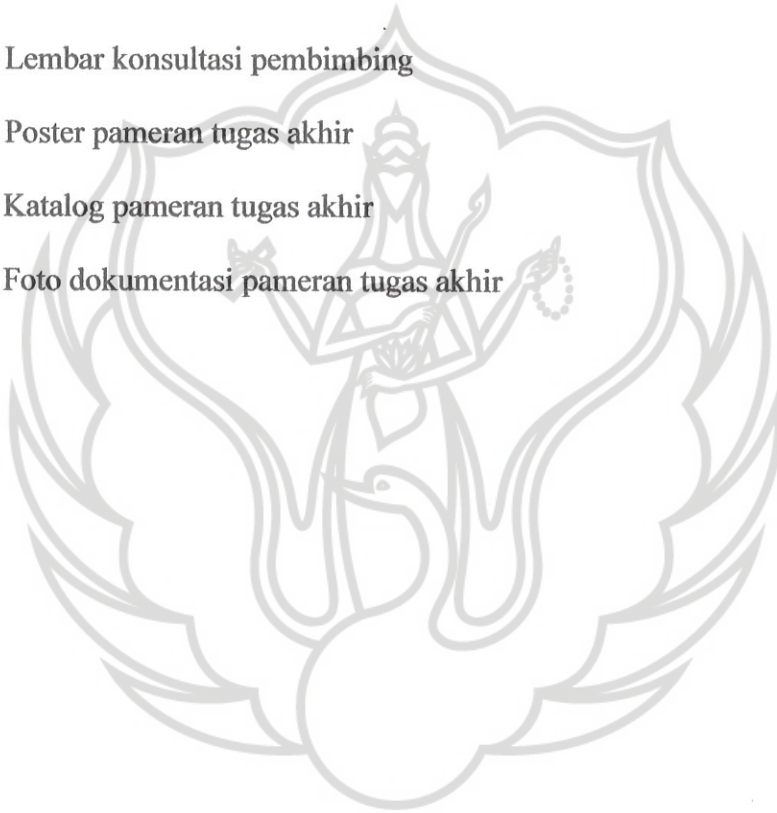 Lembar konsultasi pembimbing
Poster pameran tugas akhir
Katalog pameran tugas akhir
Foto dokumentasi pameran tugas akhir